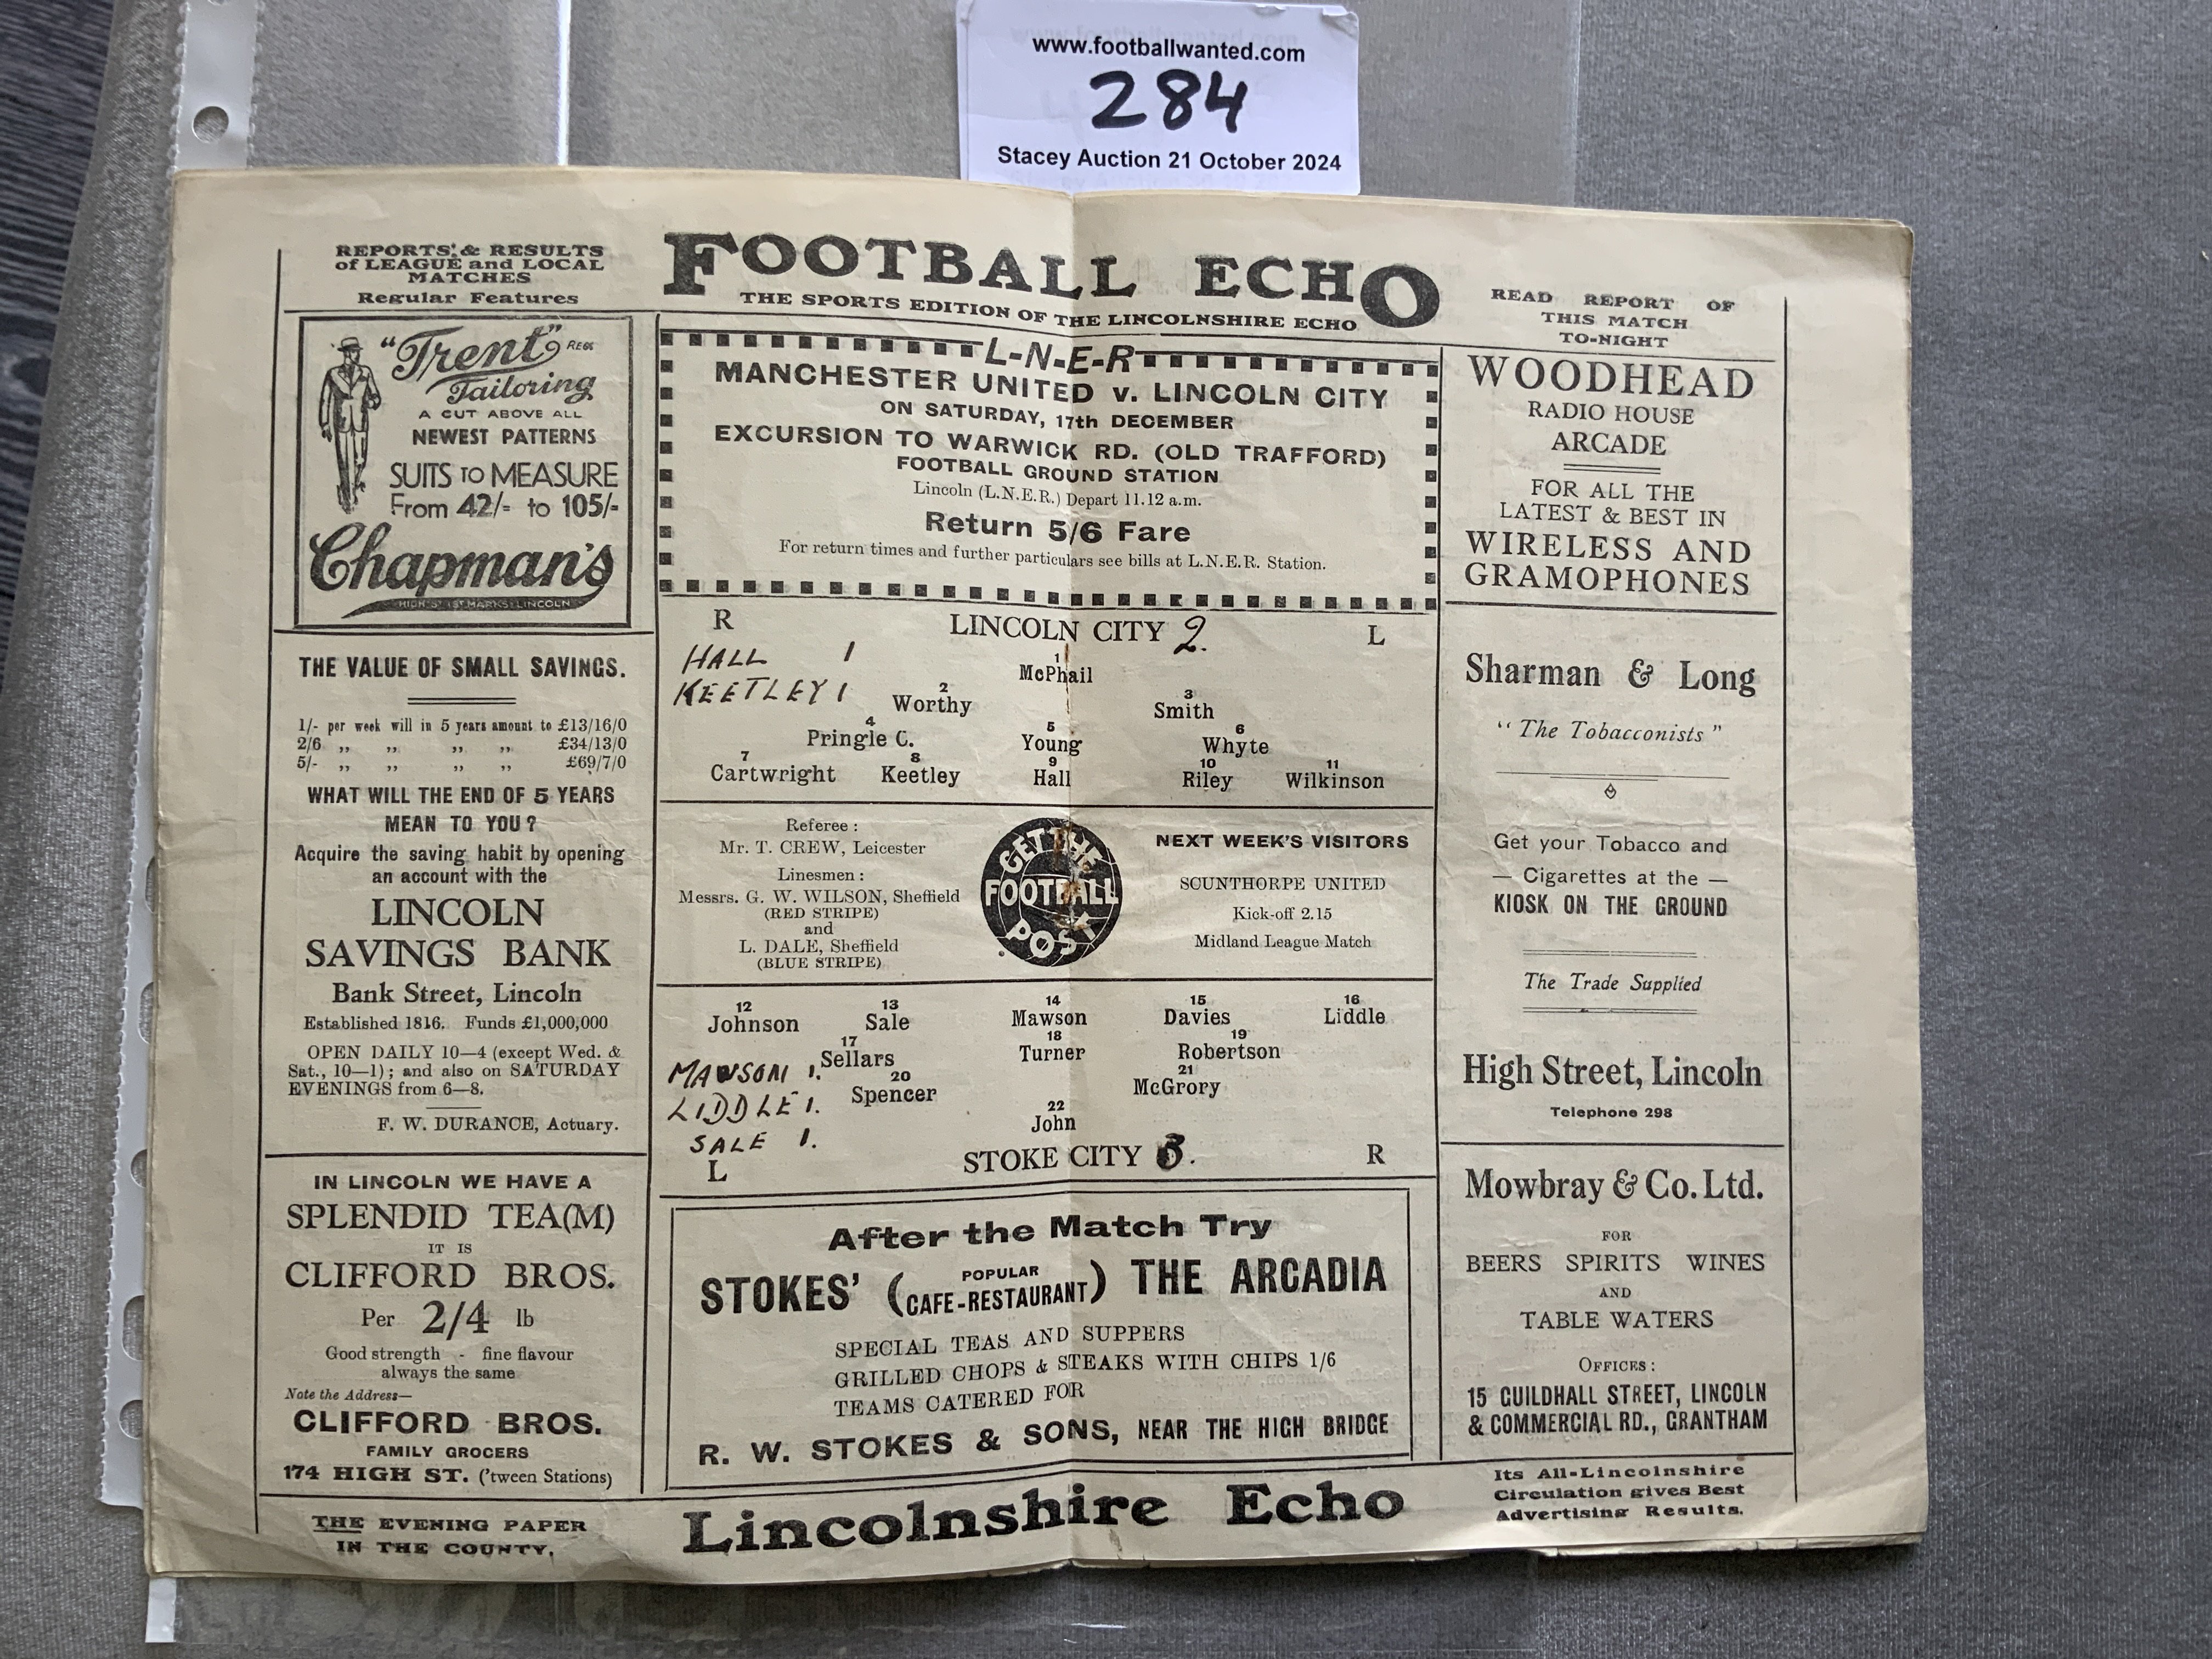 www.footballwanted.com
284
Stacey Auction 21 October 2024
REPORTS & RESULTS
of LEAGUE and LOCAL
MATCHES
Regular Features
FOOTBALL ECHO
THE SPORTS EDITION OF THE LINCOLNSHIRE ECHO
READ REPORT OF
THIS MATCH
TO-NIGHT
"Trent" REGD
Tailoring
A CUT ABOVE ALL
NEWEST PATTERNS
SUITS TO MEASURE
From 42/- to 105/-
Chapman's
HIGH ST (ST MARKS) LINCOLN
THE VALUE OF SMALL SAVINGS.
1/- per week will in 5 years amount to £13/16/0
2/6 ,, ,, ,, ,, £34/13/0
5/- ,, ,, ,, ,, £69/7/0
WHAT WILL THE END OF 5 YEARS
MEAN TO YOU?
Acquire the saving habit by opening
an account with the
LINCOLN
SAVINGS BANK
Bank Street, Lincoln
Established 1816. Funds £1,000,000
OPEN DAILY 10—4 (except Wed. &
Sat., 10—1); and also on SATURDAY
EVENINGS from 6—8.
F. W. DURANCE, Actuary.
IN LINCOLN WE HAVE A
SPLENDID TEA(M)
IT IS
CLIFFORD BROS.
Per 2/4 lb
Good strength - fine flavour
always the same
Note the Address—
CLIFFORD BROS.
FAMILY GROCERS
174 HIGH ST. ('tween Stations)
L-N-E-R
MANCHESTER UNITED v. LINCOLN CITY
ON SATURDAY, 17th DECEMBER
EXCURSION TO WARWICK RD. (OLD TRAFFORD)
FOOTBALL GROUND STATION
Lincoln (L.N.E.R.) Depart 11.12 a.m.
Return 5/6 Fare
For return times and further particulars see bills at L.N.E.R. Station.
R LINCOLN CITY 2. L
HALL 1
KEETLEY 1
1
McPhail
2 3
Worthy Smith
4 5 6
Pringle C. Young Whyte
7 8 9 10 11
Cartwright Keetley Hall Riley Wilkinson
Referee :
Mr. T. CREW, Leicester
Linesmen :
Messrs. G. W. WILSON, Sheffield
(RED STRIPE)
and
L. DALE, Sheffield
(BLUE STRIPE)
GET THE
FOOTBALL
POST
NEXT WEEK'S VISITORS
SCUNTHORPE UNITED
Kick-off 2.15
Midland League Match
12 13 14 15 16
Johnson Sale Mawson Davies Liddle
17 18 19
Sellars Turner Robertson
20 21
Spencer McGrory
22
John
MAWSON 1.
LIDDLE 1.
SALE 1.
L STOKE CITY 3. R
After the Match Try
STOKES' (POPULAR CAFE-RESTAURANT) THE ARCADIA
SPECIAL TEAS AND SUPPERS
GRILLED CHOPS & STEAKS WITH CHIPS 1/6
TEAMS CATERED FOR
R. W. STOKES & SONS, NEAR THE HIGH BRIDGE
WOODHEAD
RADIO HOUSE
ARCADE
FOR ALL THE
LATEST & BEST IN
WIRELESS AND
GRAMOPHONES
Sharman & Long
"The Tobacconists"
Get your Tobacco and
— Cigarettes at the —
KIOSK ON THE GROUND
The Trade Supplied
High Street, Lincoln
Telephone 298
Mowbray & Co. Ltd.
FOR
BEERS SPIRITS WINES
AND
TABLE WATERS
OFFICES :
15 GUILDHALL STREET, LINCOLN
& COMMERCIAL RD., GRANTHAM
THE EVENING PAPER
IN THE COUNTY.
Lincolnshire Echo
Its All-Lincolnshire
Circulation gives Best
Advertising Results.